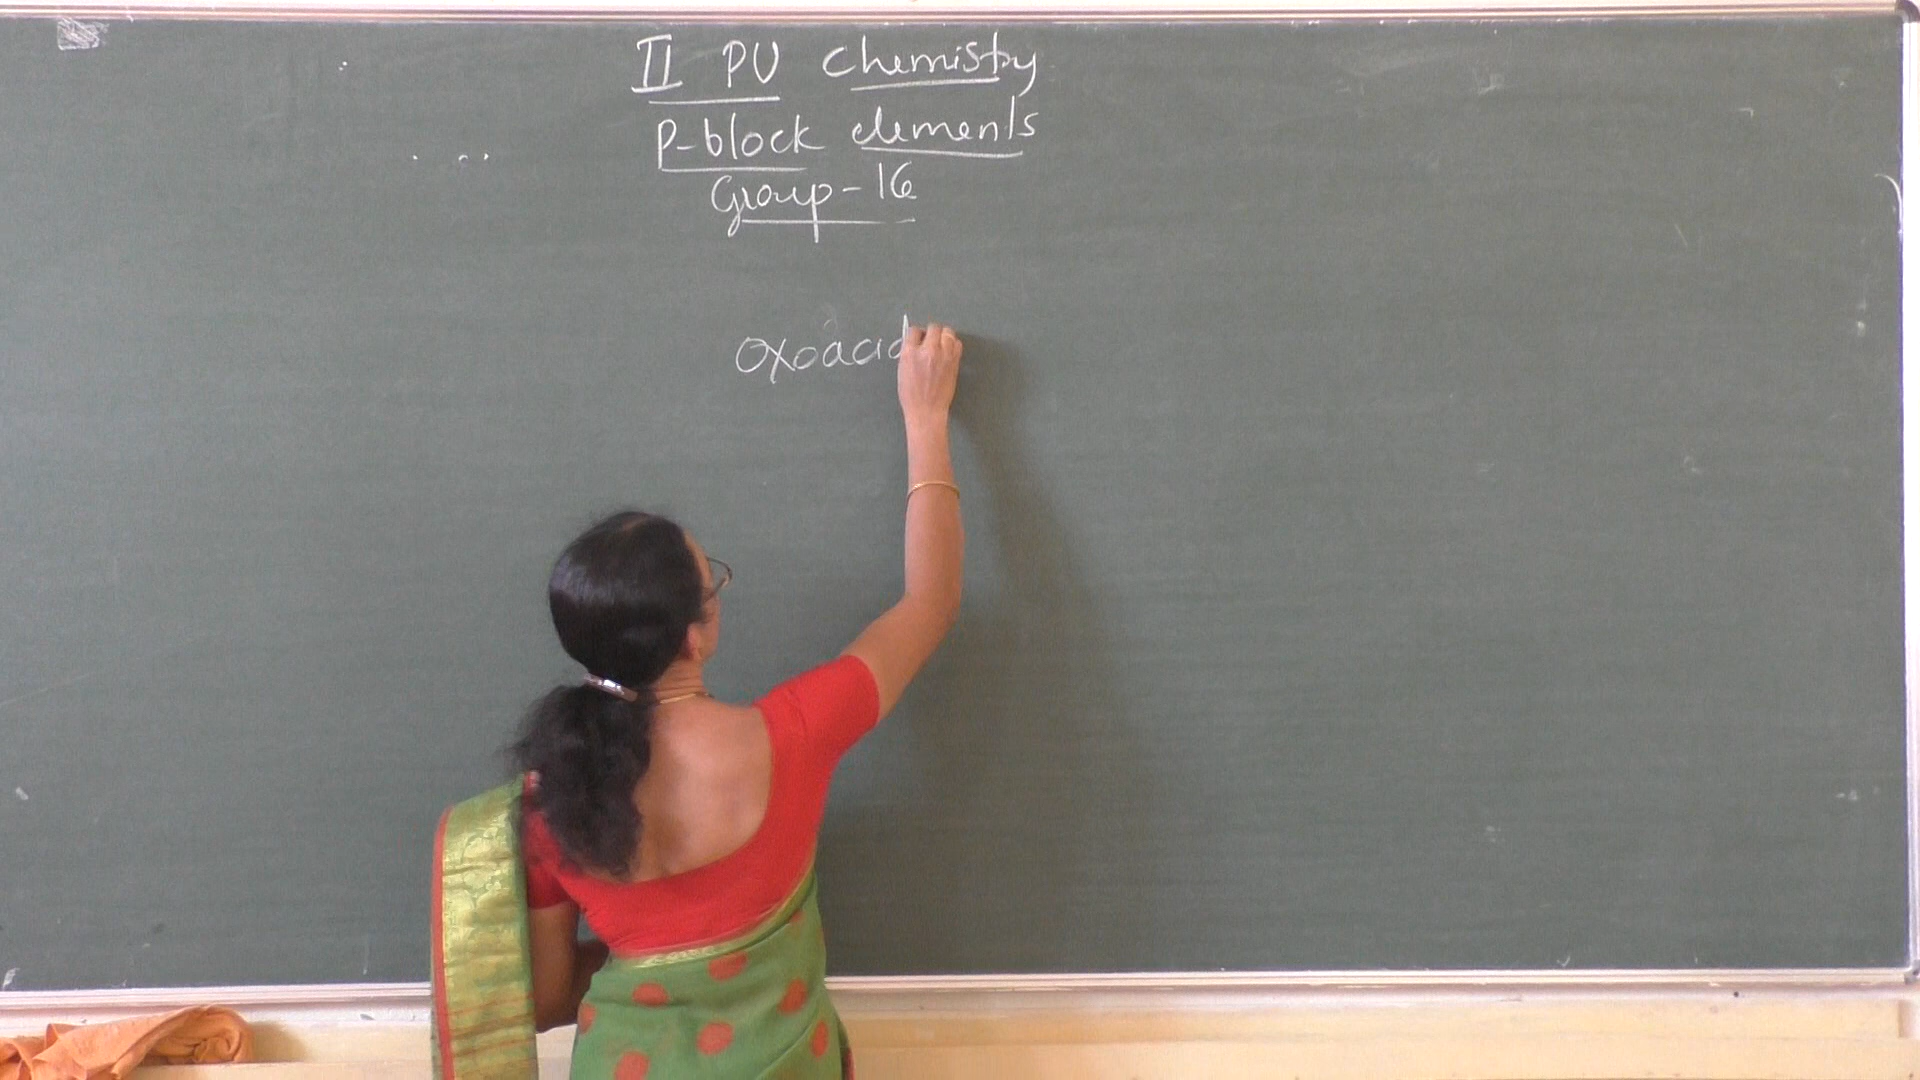 II PU Chemistry
P-block elements
Group-16
Oxoacid